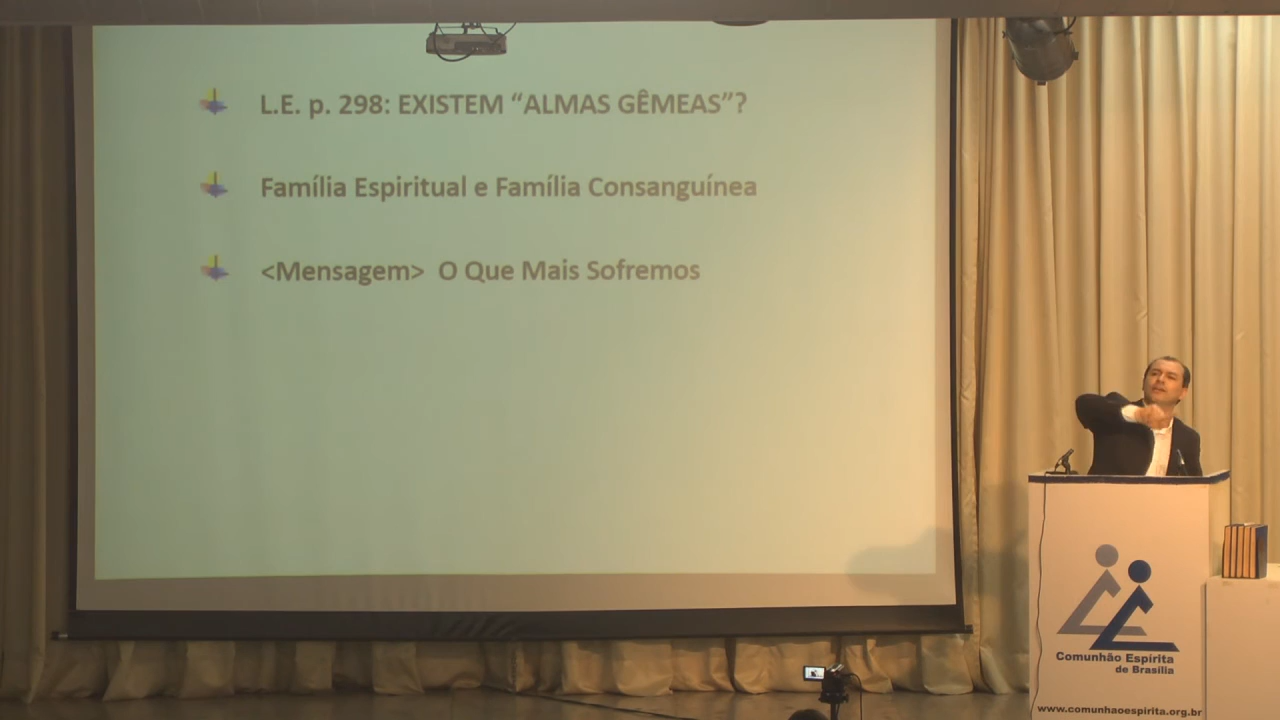 L.E. p. 298: EXISTEM “ALMAS GÊMEAS”?
Família Espiritual e Família Consanguínea
<Mensagem> O Que Mais Sofremos
Comunhão Espírita
de Brasília
www.comunhaoespirita.org.br